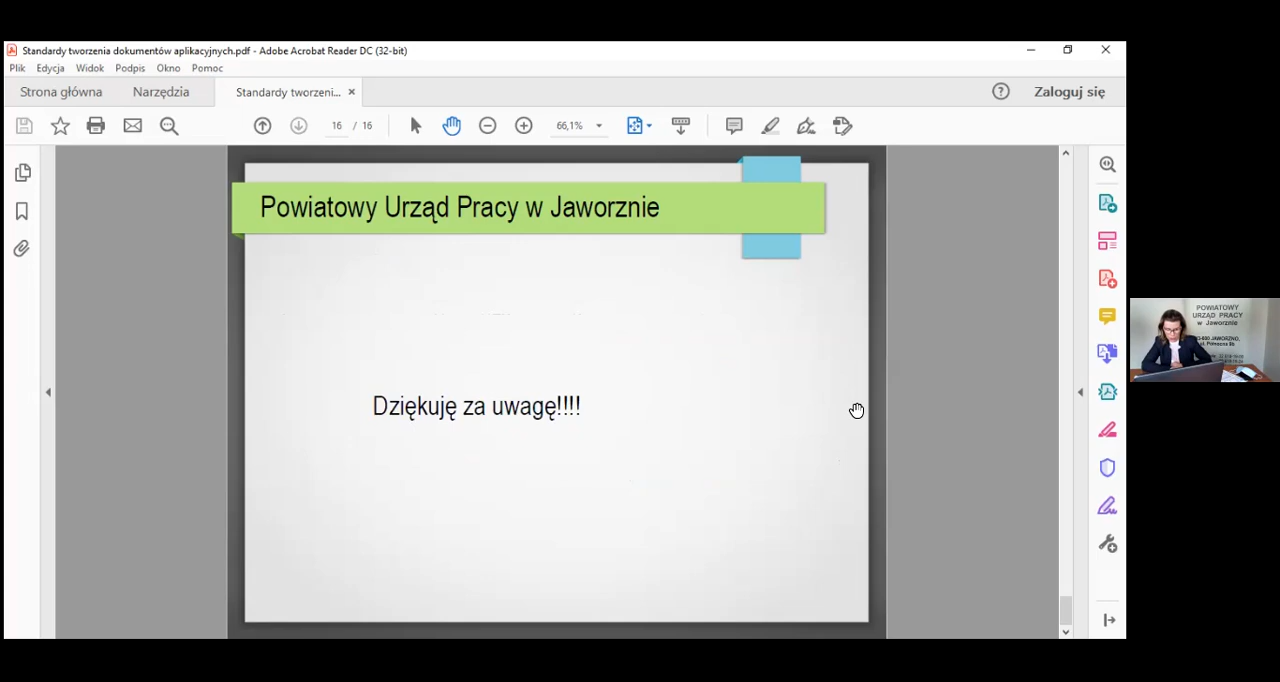 Standardy tworzenia dokumentów aplikacyjnych.pdf - Adobe Acrobat Reader DC (32-bit)
Plik Edycja Widok Podpis Okno Pomoc
Strona główna Narzędzia Standardy tworzeni... × Zaloguj się
16 / 16 66,1%
Powiatowy Urząd Pracy w Jaworznie
Dziękuję za uwagę!!!!
POWIATOWY
URZĄD PRACY
w Jaworznie
JAWORZNO,